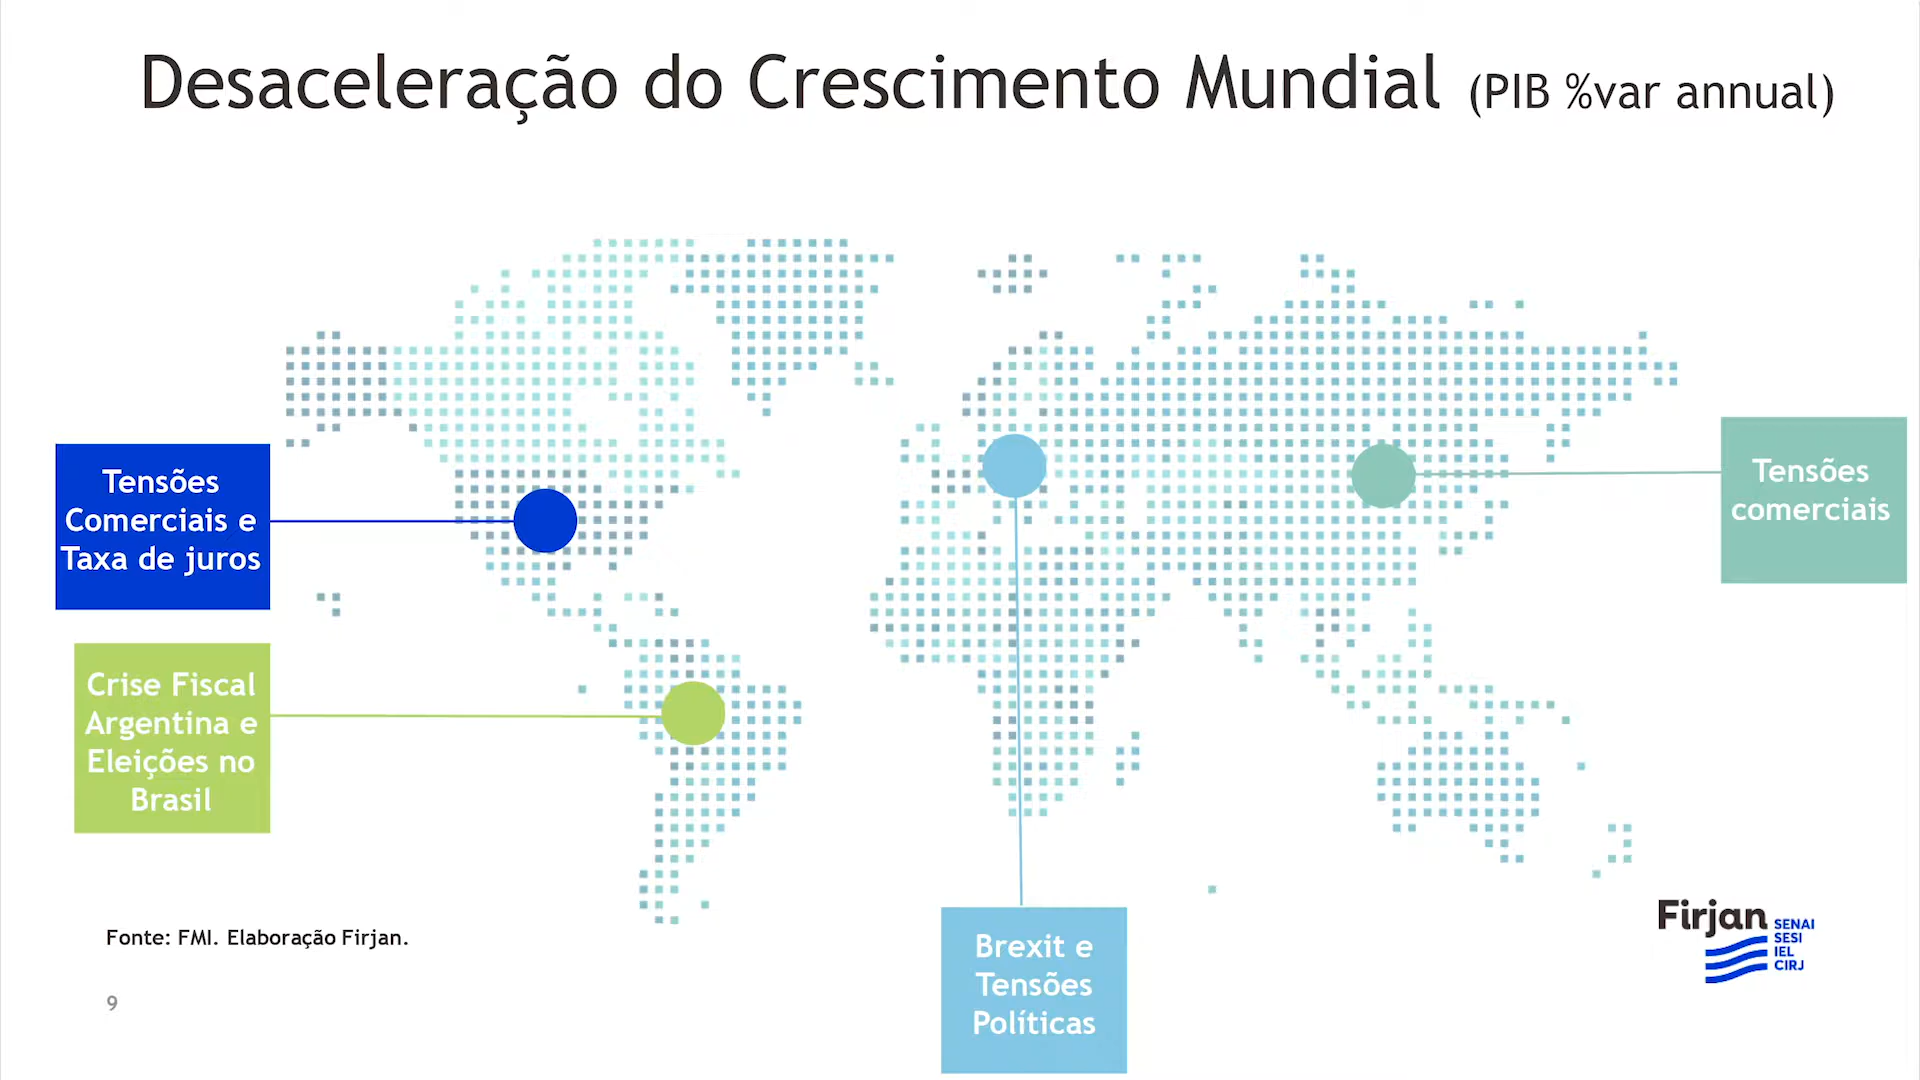 Desaceleração do Crescimento Mundial (PIB %var annual)
Tensões
Comerciais e
Taxa de juros
Tensões
comerciais
Crise Fiscal
Argentina e
Eleições no
Brasil
Brexit e
Tensões
Políticas
Fonte: FMI. Elaboração Firjan.
9
Firjan
SENAI
SESI
IEL
CIRJ